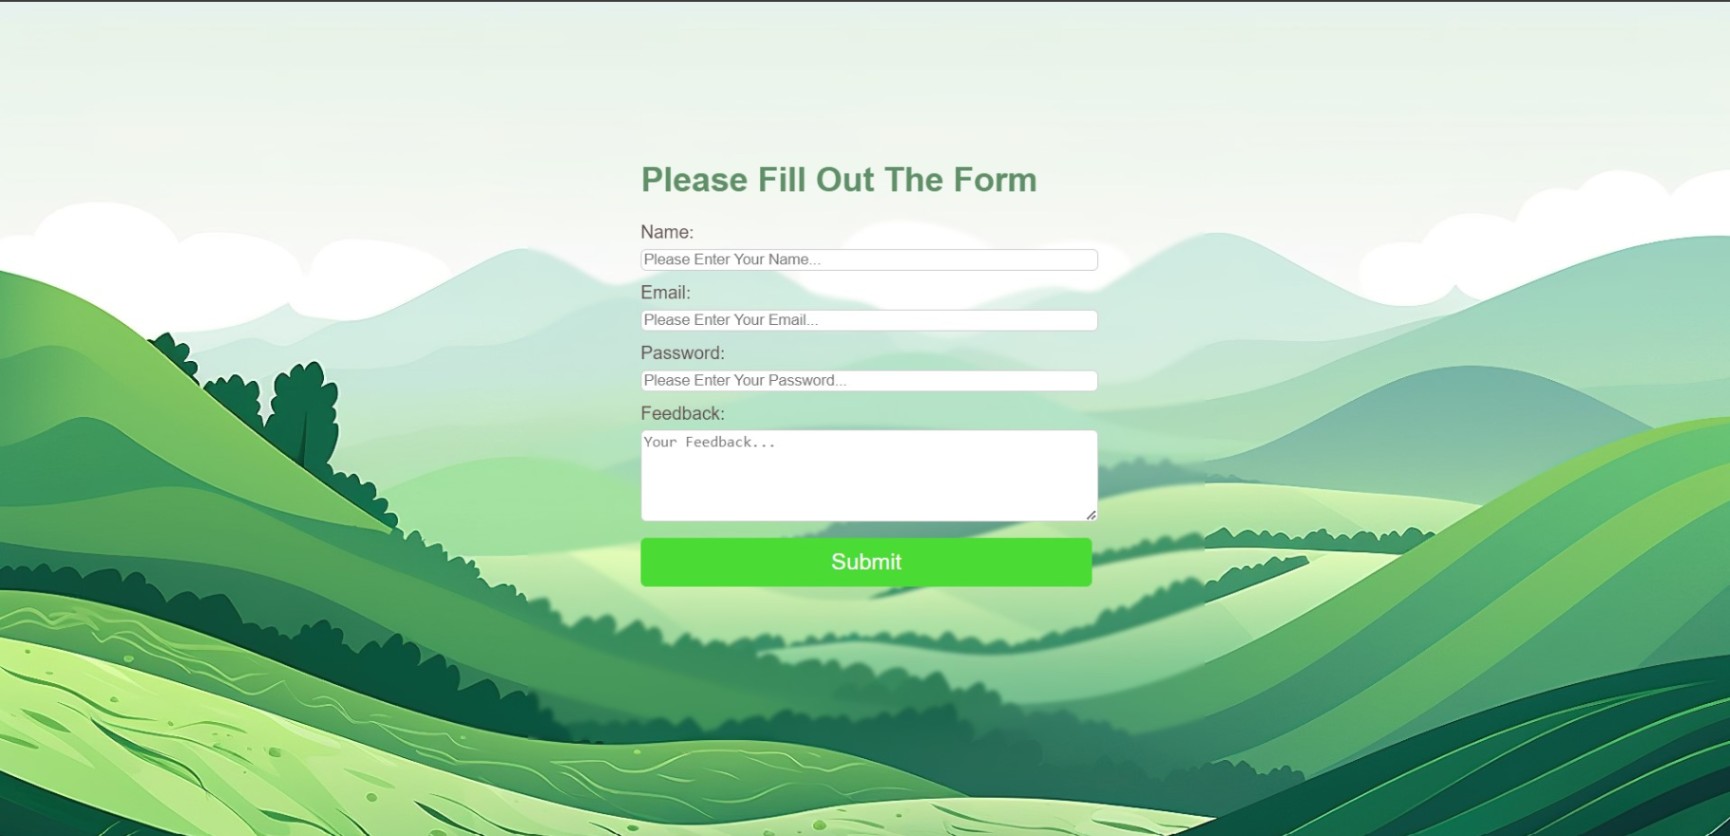 Please Fill Out The Form
Name:
Please Enter Your Name...
Email:
Please Enter Your Email...
Password:
Please Enter Your Password...
Feedback:
Your Feedback...
Submit